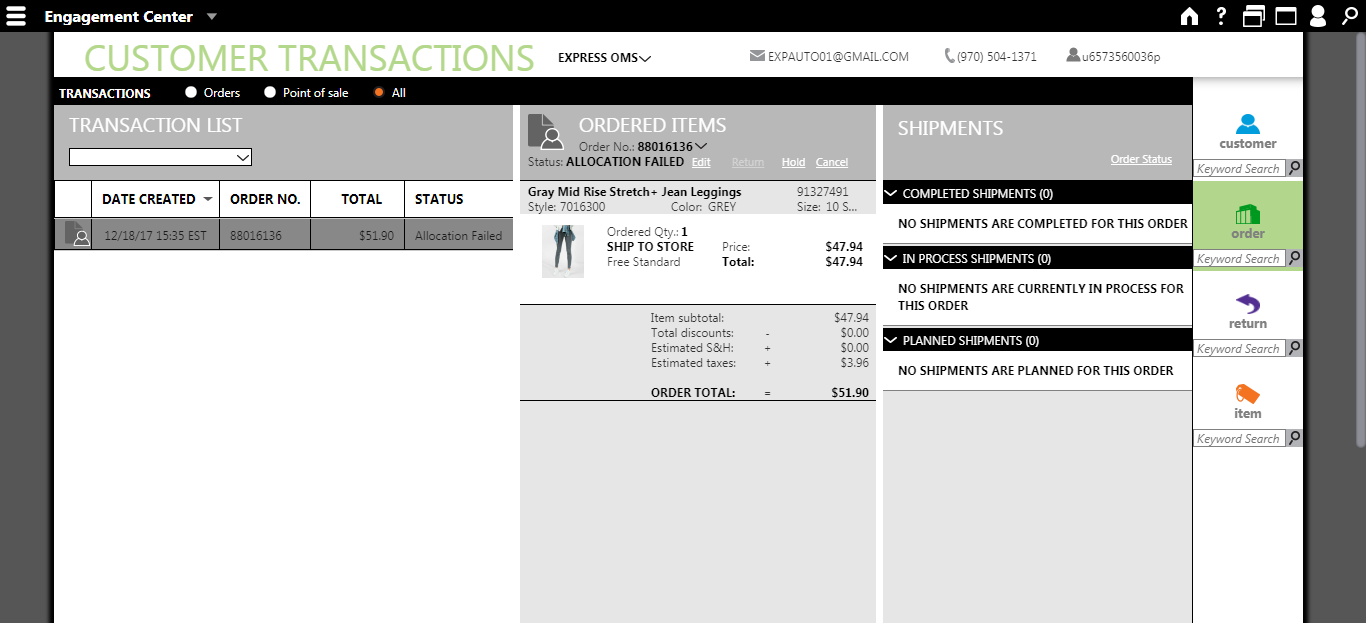 Engagement Center
CUSTOMER TRANSACTIONS
EXPRESS OMS
EXPAUTO01@GMAIL.COM
(970) 504-1371
u6573560036p
TRANSACTIONS
Orders
Point of sale
All
TRANSACTION LIST
DATE CREATED
ORDER NO.
TOTAL
STATUS
12/18/17 15:35 EST
88016136
$51.90
Allocation Failed
ORDERED ITEMS
Order No.: 88016136
Status: ALLOCATION FAILED Edit Return Hold Cancel
Gray Mid Rise Stretch+ Jean Leggings 91327491
Style: 7016300 Color: GREY Size: 10 S...
Ordered Qty.: 1
SHIP TO STORE Price: $47.94
Free Standard Total: $47.94
Item subtotal: $47.94
Total discounts: - $0.00
Estimated S&H: + $0.00
Estimated taxes: + $3.96
ORDER TOTAL: = $51.90
SHIPMENTS
Order Status
COMPLETED SHIPMENTS (0)
NO SHIPMENTS ARE COMPLETED FOR THIS ORDER
IN PROCESS SHIPMENTS (0)
NO SHIPMENTS ARE CURRENTLY IN PROCESS FOR
THIS ORDER
PLANNED SHIPMENTS (0)
NO SHIPMENTS ARE PLANNED FOR THIS ORDER
customer
Keyword Search
order
Keyword Search
return
Keyword Search
item
Keyword Search